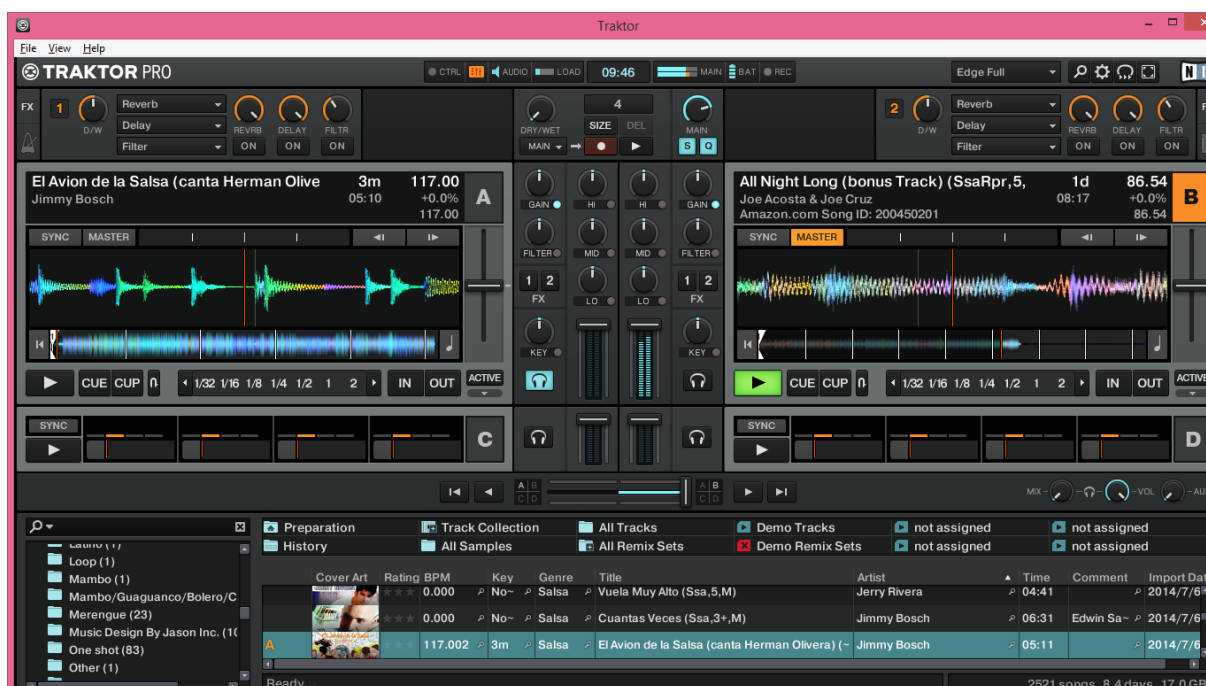 Traktor
File View Help
TRAKTOR PRO CTRL AUDIO LOAD 09:46 MAIN BAT REC Edge Full
FX 1 D/W Reverb Delay Filter REVRB DELAY FILTR ON ON ON
DRY/WET 4 SIZE DEL MAIN MAIN S Q
2 D/W Reverb Delay Filter REVRB DELAY FILTR ON ON ON
El Avion de la Salsa (canta Herman Olive 3m 117.00 A
Jimmy Bosch 05:10 +0.0%
117.00
SYNC MASTER
CUE CUP 1/32 1/16 1/8 1/4 1/2 1 2 IN OUT ACTIVE
GAIN HI HI GAIN
FILTER MID MID FILTER
1 2 LO LO 1 2
FX FX
KEY KEY
All Night Long (bonus Track) (SsaRpr,5, 1d 86.54 B
Joe Acosta & Joe Cruz 08:17 +0.0%
Amazon.com Song ID: 200450201 86.54
SYNC MASTER
CUE CUP 1/32 1/16 1/8 1/4 1/2 1 2 IN OUT ACTIVE
SYNC C
SYNC D
A B C D A B C D MIX VOL AU
Preparation Track Collection All Tracks Demo Tracks not assigned not assigned
History All Samples All Remix Sets Demo Remix Sets not assigned not assigned
Loop (1)
Mambo (1)
Mambo/Guaguanco/Bolero/C
Merengue (23)
Music Design By Jason Inc. (1
One shot (83)
Other (1)
Cover Art Rating BPM Key Genre Title Artist Time Comment Import Dat
0.000 No~ Salsa Vuela Muy Alto (Ssa,5,M) Jerry Rivera 04:41 2014/7/6
0.000 No~ Salsa Cuantas Veces (Ssa,3+,M) Jimmy Bosch 06:31 Edwin Sa~ 2014/7/6
A 117.002 3m Salsa El Avion de la Salsa (canta Herman Olivera) (~ Jimmy Bosch 05:11 2014/7/6
Ready... 2521 songs, 8.4 days, 17.0 GB